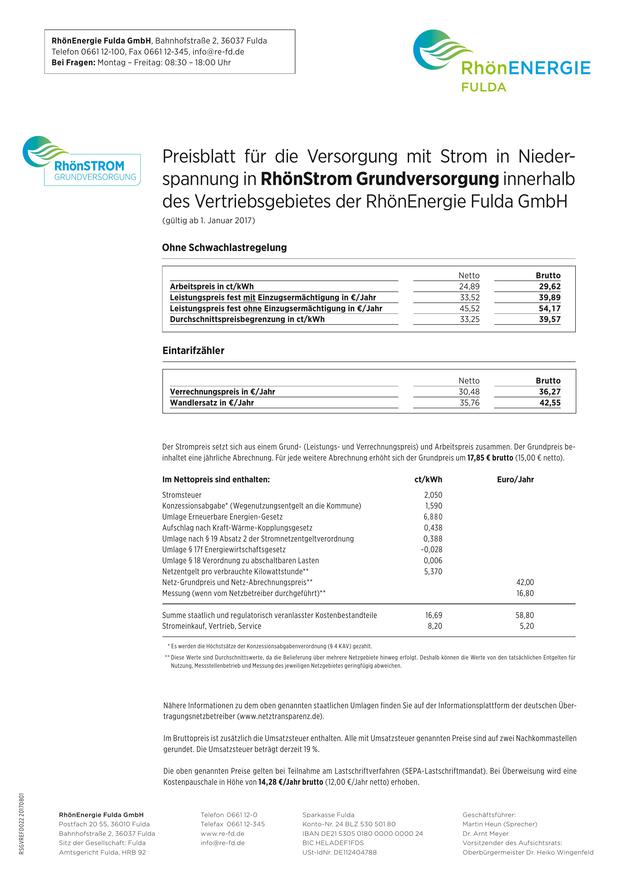 RhönEnergie Fulda GmbH, Bahnhofstraße 2, 36037 Fulda
Telefon 0661 12-100, Fax 0661 12-345, info@re-fd.de
Bei Fragen: Montag – Freitag: 08:30 – 18:00 Uhr
RhönENERGIE
FULDA
RhönSTROM
GRUNDVERSORGUNG
Preisblatt für die Versorgung mit Strom in Nieder-
spannung in RhönStrom Grundversorgung innerhalb
des Vertriebsgebietes der RhönEnergie Fulda GmbH
(gültig ab 1. Januar 2017)
Ohne Schwachlastregelung
Netto Brutto
Arbeitspreis in ct/kWh 24,89 29,62
Leistungspreis fest mit Einzugsermächtigung in €/Jahr 33,52 39,89
Leistungspreis fest ohne Einzugsermächtigung in €/Jahr 45,52 54,17
Durchschnittspreisbegrenzung in ct/kWh 33,25 39,57
Eintarifzähler
Netto Brutto
Verrechnungspreis in €/Jahr 30,48 36,27
Wandlersatz in €/Jahr 35,76 42,55
Der Strompreis setzt sich aus einem Grund- (Leistungs- und Verrechnungspreis) und Arbeitspreis zusammen. Der Grundpreis be-
inhaltet eine jährliche Abrechnung. Für jede weitere Abrechnung erhöht sich der Grundpreis um 17,85 € brutto (15,00 € netto).
Im Nettopreis sind enthalten: ct/kWh Euro/Jahr
Stromsteuer 2,050
Konzessionsabgabe* (Wegenutzungsentgelt an die Kommune) 1,590
Umlage Erneuerbare Energien-Gesetz 6,880
Aufschlag nach Kraft-Wärme-Kopplungsgesetz 0,438
Umlage nach § 19 Absatz 2 der Stromnetzentgeltverordnung 0,388
Umlage § 17f Energiewirtschaftsgesetz -0,028
Umlage § 18 Verordnung zu abschaltbaren Lasten 0,006
Netzentgelt pro verbrauchte Kilowattstunde** 5,370
Netz-Grundpreis und Netz-Abrechnungspreis** 42,00
Messung (wenn vom Netzbetreiber durchgeführt)** 16,80
Summe staatlich und regulatorisch veranlasster Kostenbestandteile 16,69 58,80
Stromeinkauf, Vertrieb, Service 8,20 5,20
* Es werden die Höchstsätze der Konzessionsabgabenverordnung (§ 4 KAV) gezahlt.
** Diese Werte sind Durchschnittswerte, da die Belieferung über mehrere Netzgebiete hinweg erfolgt. Deshalb können die Werte von den tatsächlichen Entgelten für
Nutzung, Messstellenbetrieb und Messung des jeweiligen Netzgebietes geringfügig abweichen.
Nähere Informationen zu dem oben genannten staatlichen Umlagen finden Sie auf der Informationsplattform der deutschen Über-
tragungsnetzbetreiber (www.netztransparenz.de).
Im Bruttopreis ist zusätzlich die Umsatzsteuer enthalten. Alle mit Umsatzsteuer genannten Preise sind auf zwei Nachkommastellen
gerundet. Die Umsatzsteuer beträgt derzeit 19 %.
Die oben genannten Preise gelten bei Teilnahme am Lastschriftverfahren (SEPA-Lastschriftmandat). Bei Überweisung wird eine
Kostenpauschale in Höhe von 14,28 €/Jahr brutto (12,00 €/Jahr netto) erhoben.
RSGVREFD022 20170801
RhönEnergie Fulda GmbH
Postfach 20 55, 36010 Fulda
Bahnhofstraße 2, 36037 Fulda
Sitz der Gesellschaft: Fulda
Amtsgericht Fulda, HRB 92
Telefon 0661 12-0
Telefax 0661 12-345
www.re-fd.de
info@re-fd.de
Sparkasse Fulda
Konto-Nr. 24 BLZ 530 501 80
IBAN DE21 5305 0180 0000 0000 24
BIC HELADEF1FDS
USt-IdNr. DE112404788
Geschäftsführer:
Martin Heun (Sprecher)
Dr. Arnt Meyer
Vorsitzender des Aufsichtsrats:
Oberbürgermeister Dr. Heiko Wingenfeld